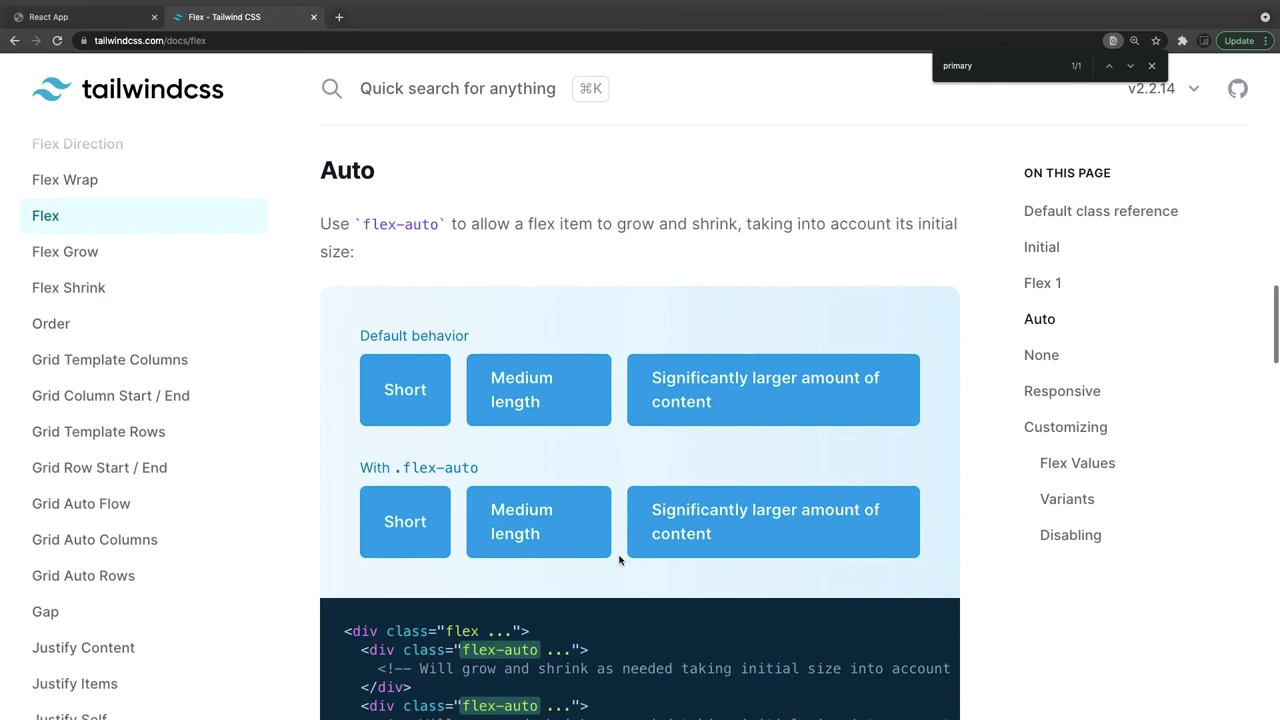 React App
Flex - Tailwind CSS
tailwindcss.com/docs/flex
Update
primary
1/1
tailwindcss
Quick search for anything
⌘K
v2.2.14
Flex Direction
Flex Wrap
Flex
Flex Grow
Flex Shrink
Order
Grid Template Columns
Grid Column Start / End
Grid Template Rows
Grid Row Start / End
Grid Auto Flow
Grid Auto Columns
Grid Auto Rows
Gap
Justify Content
Justify Items
Justify Self
Auto
Use `flex-auto` to allow a flex item to grow and shrink, taking into account its initial
size:
Default behavior
Short
Medium
length
Significantly larger amount of
content
With .flex-auto
Short
Medium
length
Significantly larger amount of
content
<div class="flex ...">
<div class="flex-auto ...">
<!-- Will grow and shrink as needed taking initial size into account
</div>
<div class="flex-auto ...">
ON THIS PAGE
Default class reference
Initial
Flex 1
Auto
None
Responsive
Customizing
Flex Values
Variants
Disabling